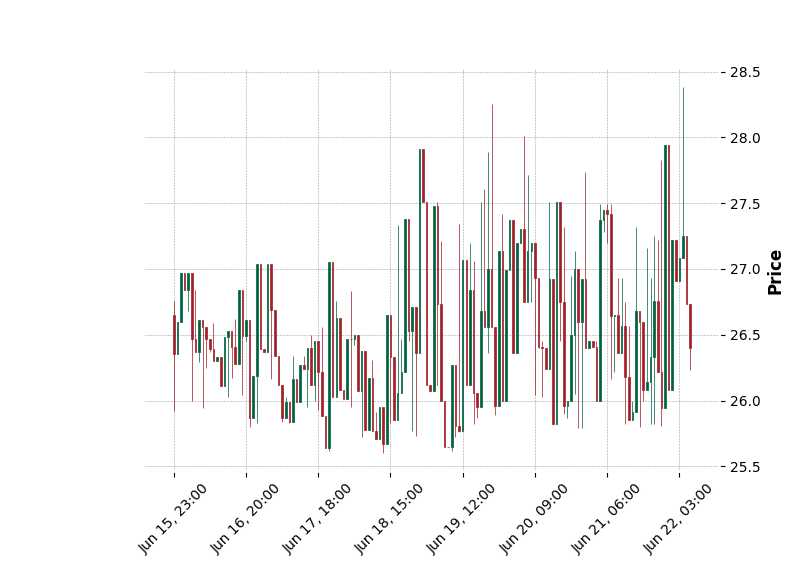 28.5
28.0
27.5
27.0
26.5
26.0
25.5
Price
Jun 15, 23:00
Jun 16, 20:00
Jun 17, 18:00
Jun 18, 15:00
Jun 19, 12:00
Jun 20, 09:00
Jun 21, 06:00
Jun 22, 03:00